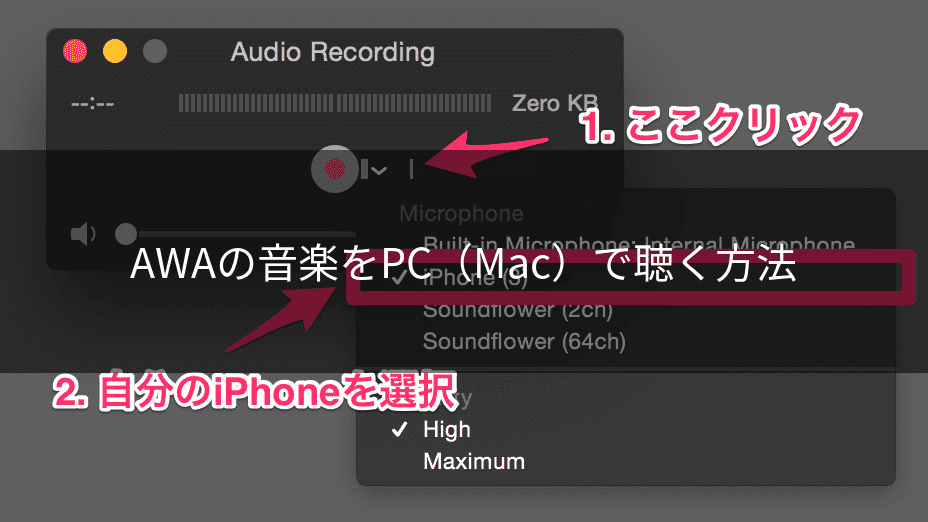 Audio Recording
--:-- Zero KB
1. ここクリック
Microphone
Built-in Microphone: Internal Microphone
AWAの音楽をPC（Mac）で聴く方法
✓ iPhone (8)
Soundflower (2ch)
Soundflower (64ch)
2. 自分のiPhoneを選択
✓ High
Maximum